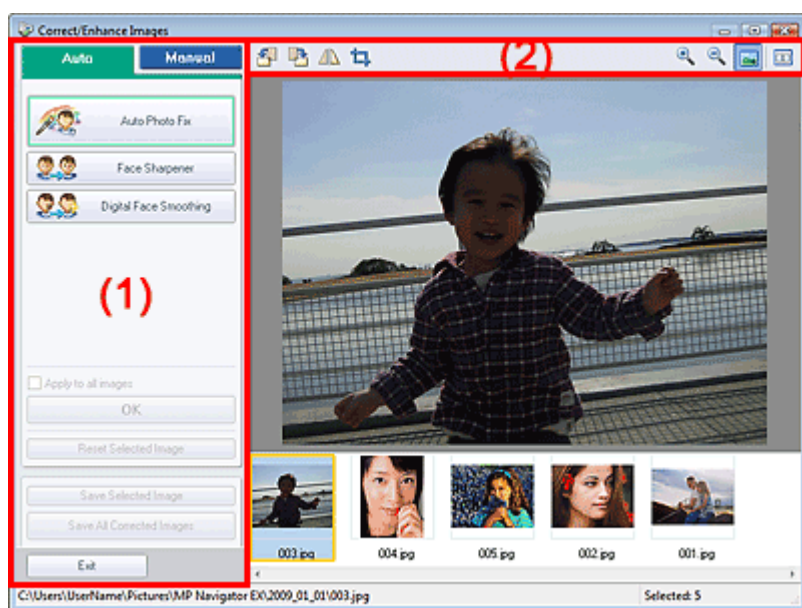 Correct/Enhance Images
Auto Manual
(2)
Auto Photo Fix
Face Sharpener
Digital Face Smoothing
(1)
Apply to all images
OK
Reset Selected Image
Save Selected Image
Save All Corrected Images
Exit
003.jpg 004.jpg 005.jpg 002.jpg 001.jpg
C:\Users\UserName\Pictures\MP Navigator EX\2009_01_01\003.jpg Selected: 5